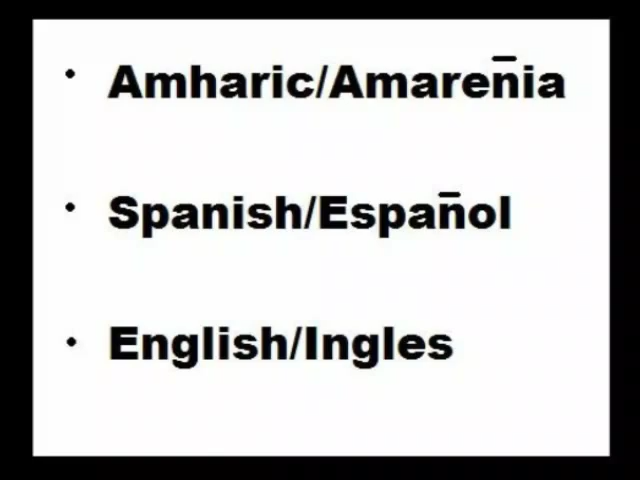 • Amharic/Amaren̄ia
• Spanish/Espan̄ol
• English/Ingles